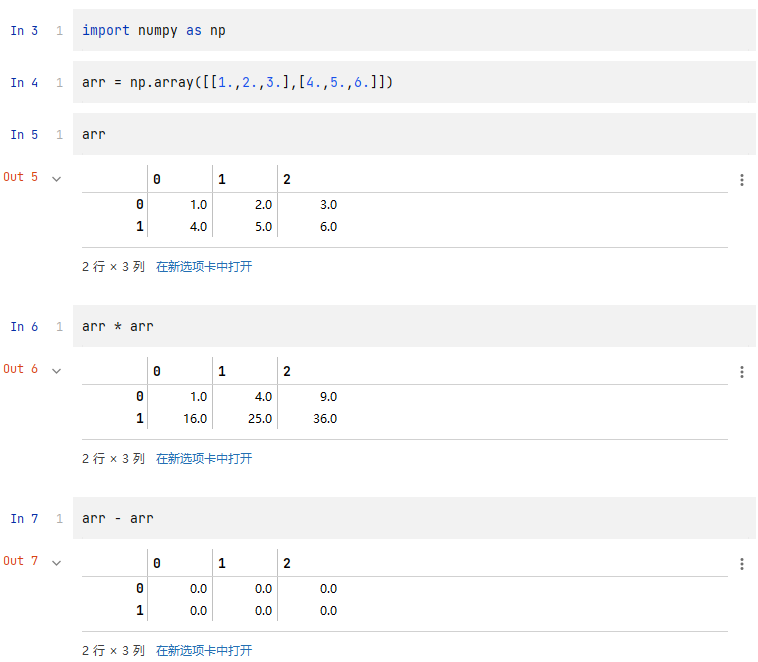 In 3 1 import numpy as np
In 4 1 arr = np.array([[1.,2.,3.],[4.,5.,6.]])
In 5 1 arr
Out 5
0 1 2
0 1.0 2.0 3.0
1 4.0 5.0 6.0
2 行 × 3 列 在新选项卡中打开
In 6 1 arr * arr
Out 6
0 1 2
0 1.0 4.0 9.0
1 16.0 25.0 36.0
2 行 × 3 列 在新选项卡中打开
In 7 1 arr - arr
Out 7
0 1 2
0 0.0 0.0 0.0
1 0.0 0.0 0.0
2 行 × 3 列 在新选项卡中打开